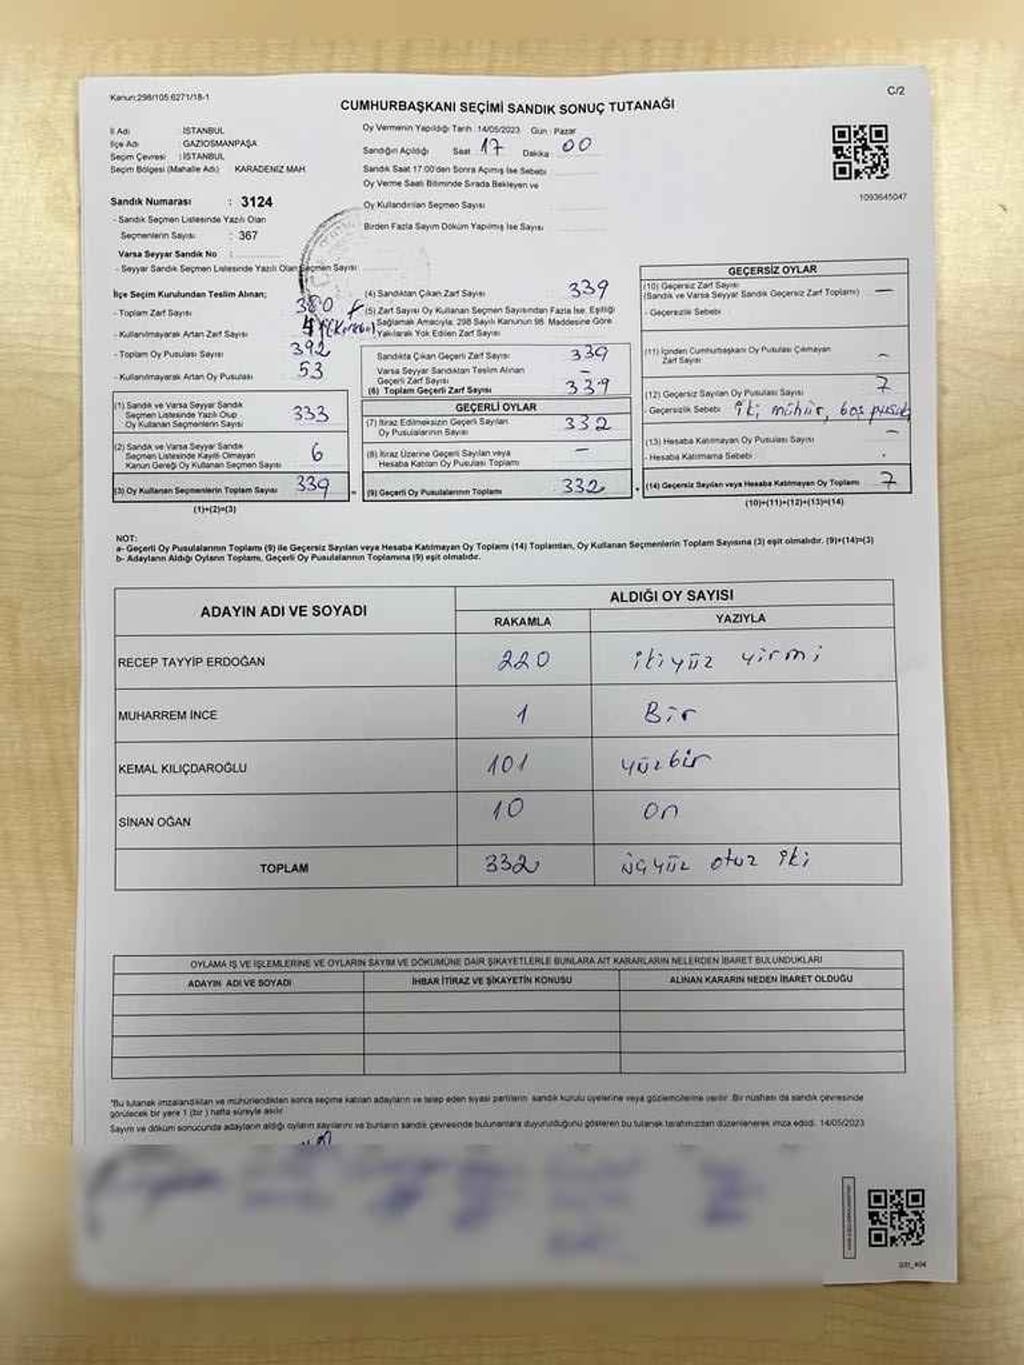 Kanun:298/105 6271/18-1
C/2
CUMHURBAŞKANI SEÇİMİ SANDIK SONUÇ TUTANAĞI
İl Adı : İSTANBUL
İlçe Adı : GAZİOSMANPAŞA
Seçim Çevresi : İSTANBUL
Seçim Bölgesi (Mahalle Adı) KARADENİZ MAH.
Sandık Numarası : 3124
- Sandık Seçmen Listesinde Yazılı Olan
Seçmenlerin Sayısı : 367
Varsa Seyyar Sandık No :
- Seyyar Sandık Seçmen Listesinde Yazılı Olan Seçmen Sayısı
Oy Vermenin Yapıldığı Tarih : 14/05/2023 Gün : Pazar
Sandığın Açıldığı Saat 17 Dakika 00
Sandık Saat 17.00'den Sonra Açılmış İse Sebebi
Oy Verme Saati Bitiminde Sırada Bekleyen ve
Oy Kullandırılan Seçmen Sayısı
Birden Fazla Sayım Döküm Yapılmış İse Sayısı
1093645047
İlçe Seçim Kurulundan Teslim Alınan;
- Toplam Zarf Sayısı 380
- Kullanılmayarak Artan Zarf Sayısı 41
- Toplam Oy Pusulası Sayısı 392
- Kullanılmayarak Artan Oy Pusulası 53
(1) Sandık ve Varsa Seyyar Sandık
Seçmen Listesinde Yazılı Olup
Oy Kullanan Seçmenlerin Sayısı 333
(2) Sandık ve Varsa Seyyar Sandık
Seçmen Listesinde Kayıtlı Olmayan
Kanun Gereği Oy Kullanan Seçmen Sayısı 6
(3) Oy Kullanan Seçmenlerin Toplam Sayısı 339
(1)+(2)=(3)
(4) Sandıktan Çıkan Zarf Sayısı 339
(5) Zarf Sayısı Oy Kullanan Seçmen Sayısından Fazla İse, Eşitliği
Sağlamak Amacıyla, 298 Sayılı Kanunun 98. Maddesine Göre
Yakılarak Yok Edilen Zarf Sayısı
Sandıkta Çıkan Geçerli Zarf Sayısı 339
Varsa Seyyar Sandıktan Teslim Alınan
Geçerli Zarf Sayısı –
(6) Toplam Geçerli Zarf Sayısı 339
GEÇERLİ OYLAR
(7) İtiraz Edilmeksizin Geçerli Sayılan
Oy Pusulalarının Sayısı 332
(8) İtiraz Üzerine Geçerli Sayılan veya
Hesaba Katılan Oy Pusulası Toplamı –
= (9) Geçerli Oy Pusulalarının Toplamı 332
GEÇERSİZ OYLAR
(10) Geçersiz Zarf Sayısı
(Sandık ve Varsa Seyyar Sandık Geçersiz Zarf Toplamı) –
- Geçersizlik Sebebi
(11) İçinden Cumhurbaşkanı Oy Pusulası Çıkmayan
Zarf Sayısı –
(12) Geçersiz Sayılan Oy Pusulası Sayısı 7
- Geçersizlik Sebebi iki mühür, boş pusula
(13) Hesaba Katılmayan Oy Pusulası Sayısı –
- Hesaba Katılmama Sebebi
+ (14) Geçersiz Sayılan veya Hesaba Katılmayan Oy Toplamı 7
(10)+(11)+(12)+(13)=(14)
NOT:
a- Geçerli Oy Pusulalarının Toplamı (9) ile Geçersiz Sayılan veya Hesaba Katılmayan Oy Toplamı (14) Toplamları, Oy Kullanan Seçmenlerin Toplam Sayısına (3) eşit olmalıdır. (9)+(14)=(3)
b- Adayların Aldığı Oyların Toplamı, Geçerli Oy Pusulalarının Toplamına (9) eşit olmalıdır.
ADAYIN ADI VE SOYADI ALDIĞI OY SAYISI
RAKAMLA YAZIYLA
RECEP TAYYİP ERDOĞAN 220 ikiyüz yirmi
MUHARREM İNCE 1 Bir
KEMAL KILIÇDAROĞLU 101 yüzbir
SİNAN OĞAN 10 on
TOPLAM 332 üçyüz otuz iki
OYLAMA İŞ VE İŞLEMLERİNE VE OYLARIN SAYIM VE DÖKÜMÜNE DAİR ŞİKAYETLERLE BUNLARA AİT KARARLARIN NELERDEN İBARET BULUNDUKLARI
ADAYIN ADI VE SOYADI İHBAR İTİRAZ VE ŞİKAYETİN KONUSU ALINAN KARARIN NEDEN İBARET OLDUĞU
*Bu tutanak imzalandıktan ve mühürlendikten sonra seçime katılan adayların ve talep eden siyasi partilerin sandık kurulu üyelerine veya gözlemcilerine verilir. Bir nüshası da sandık çevresinde
görülecek bir yere 1 (bir ) hafta süreyle asılır.
Sayım ve döküm sonucunda adayların aldığı oyların sayılarını ve bunların sandık çevresinde bulunanlara duyurulduğunu gösteren bu tutanak tarafımızdan düzenlenerek imza edildi. 14/05/2023